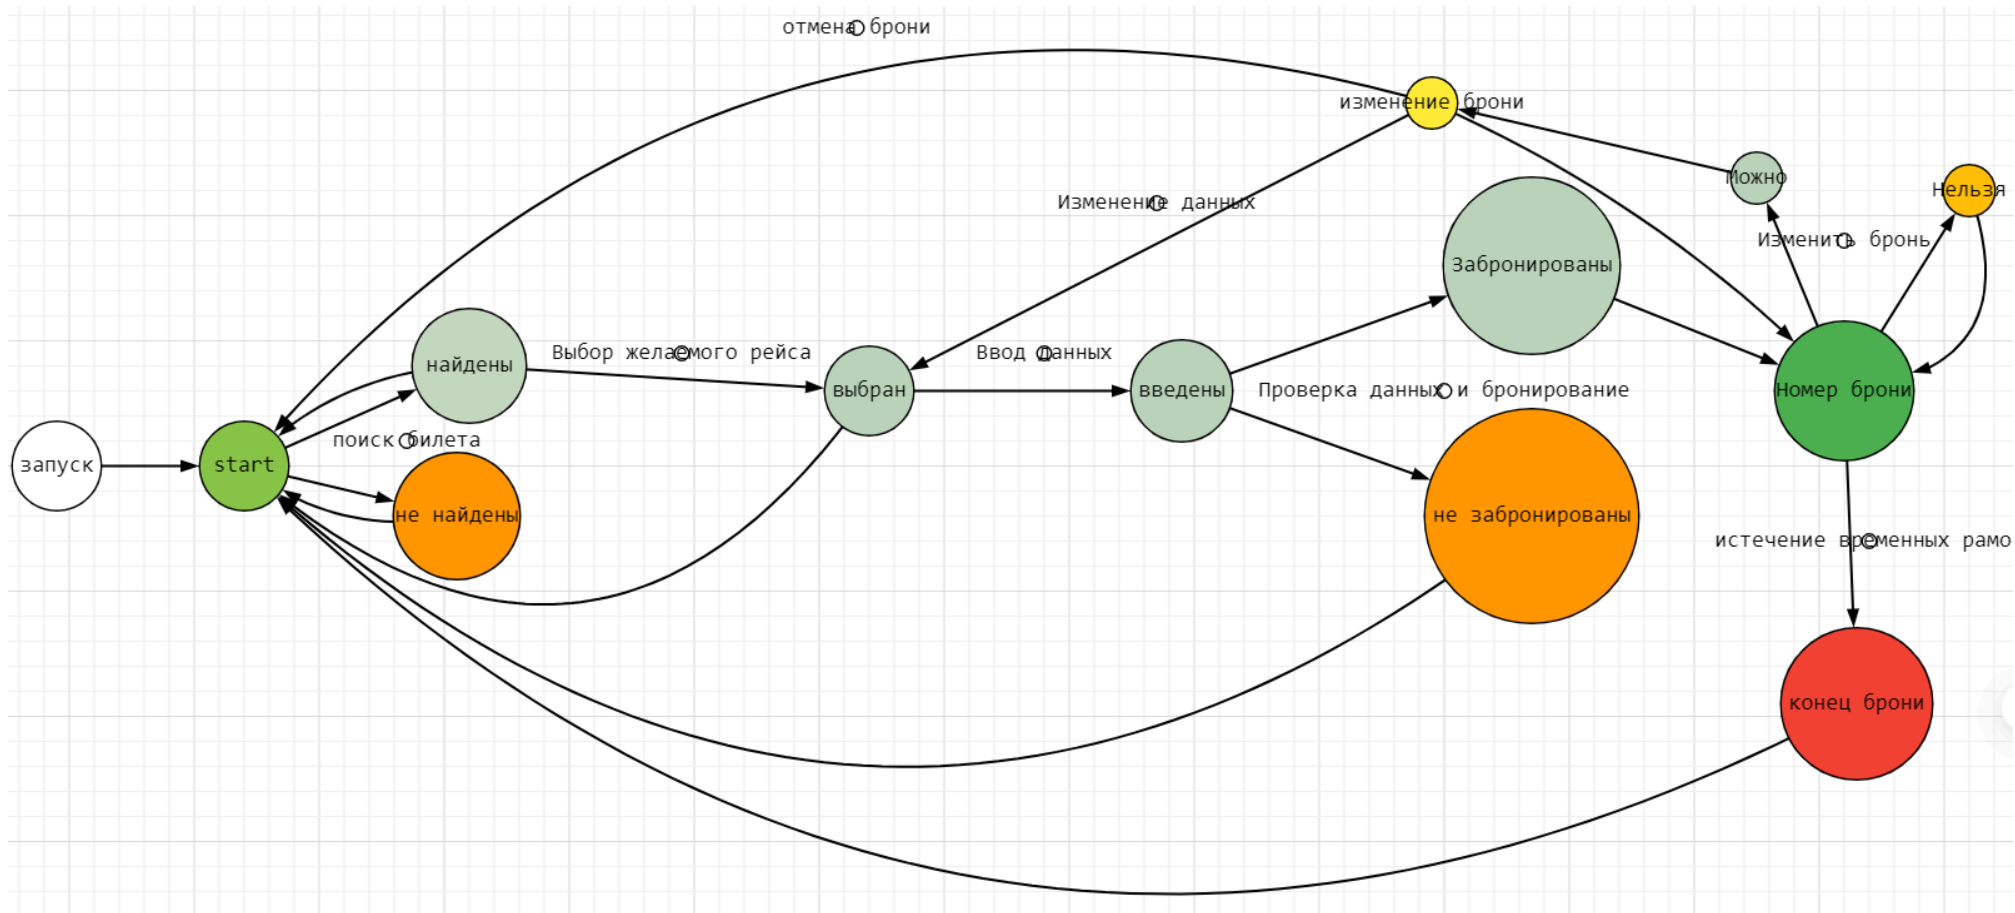 отмена брони
изменение брони
Можно
Нельзя
Изменение данных
Изменить бронь
Забронированы
найдены
Выбор желаемого рейса
Ввод данных
выбран
введены
Проверка данных и бронирование
Номер брони
поиск билета
запуск
start
не найдены
не забронированы
истечение временных рамо
конец брони